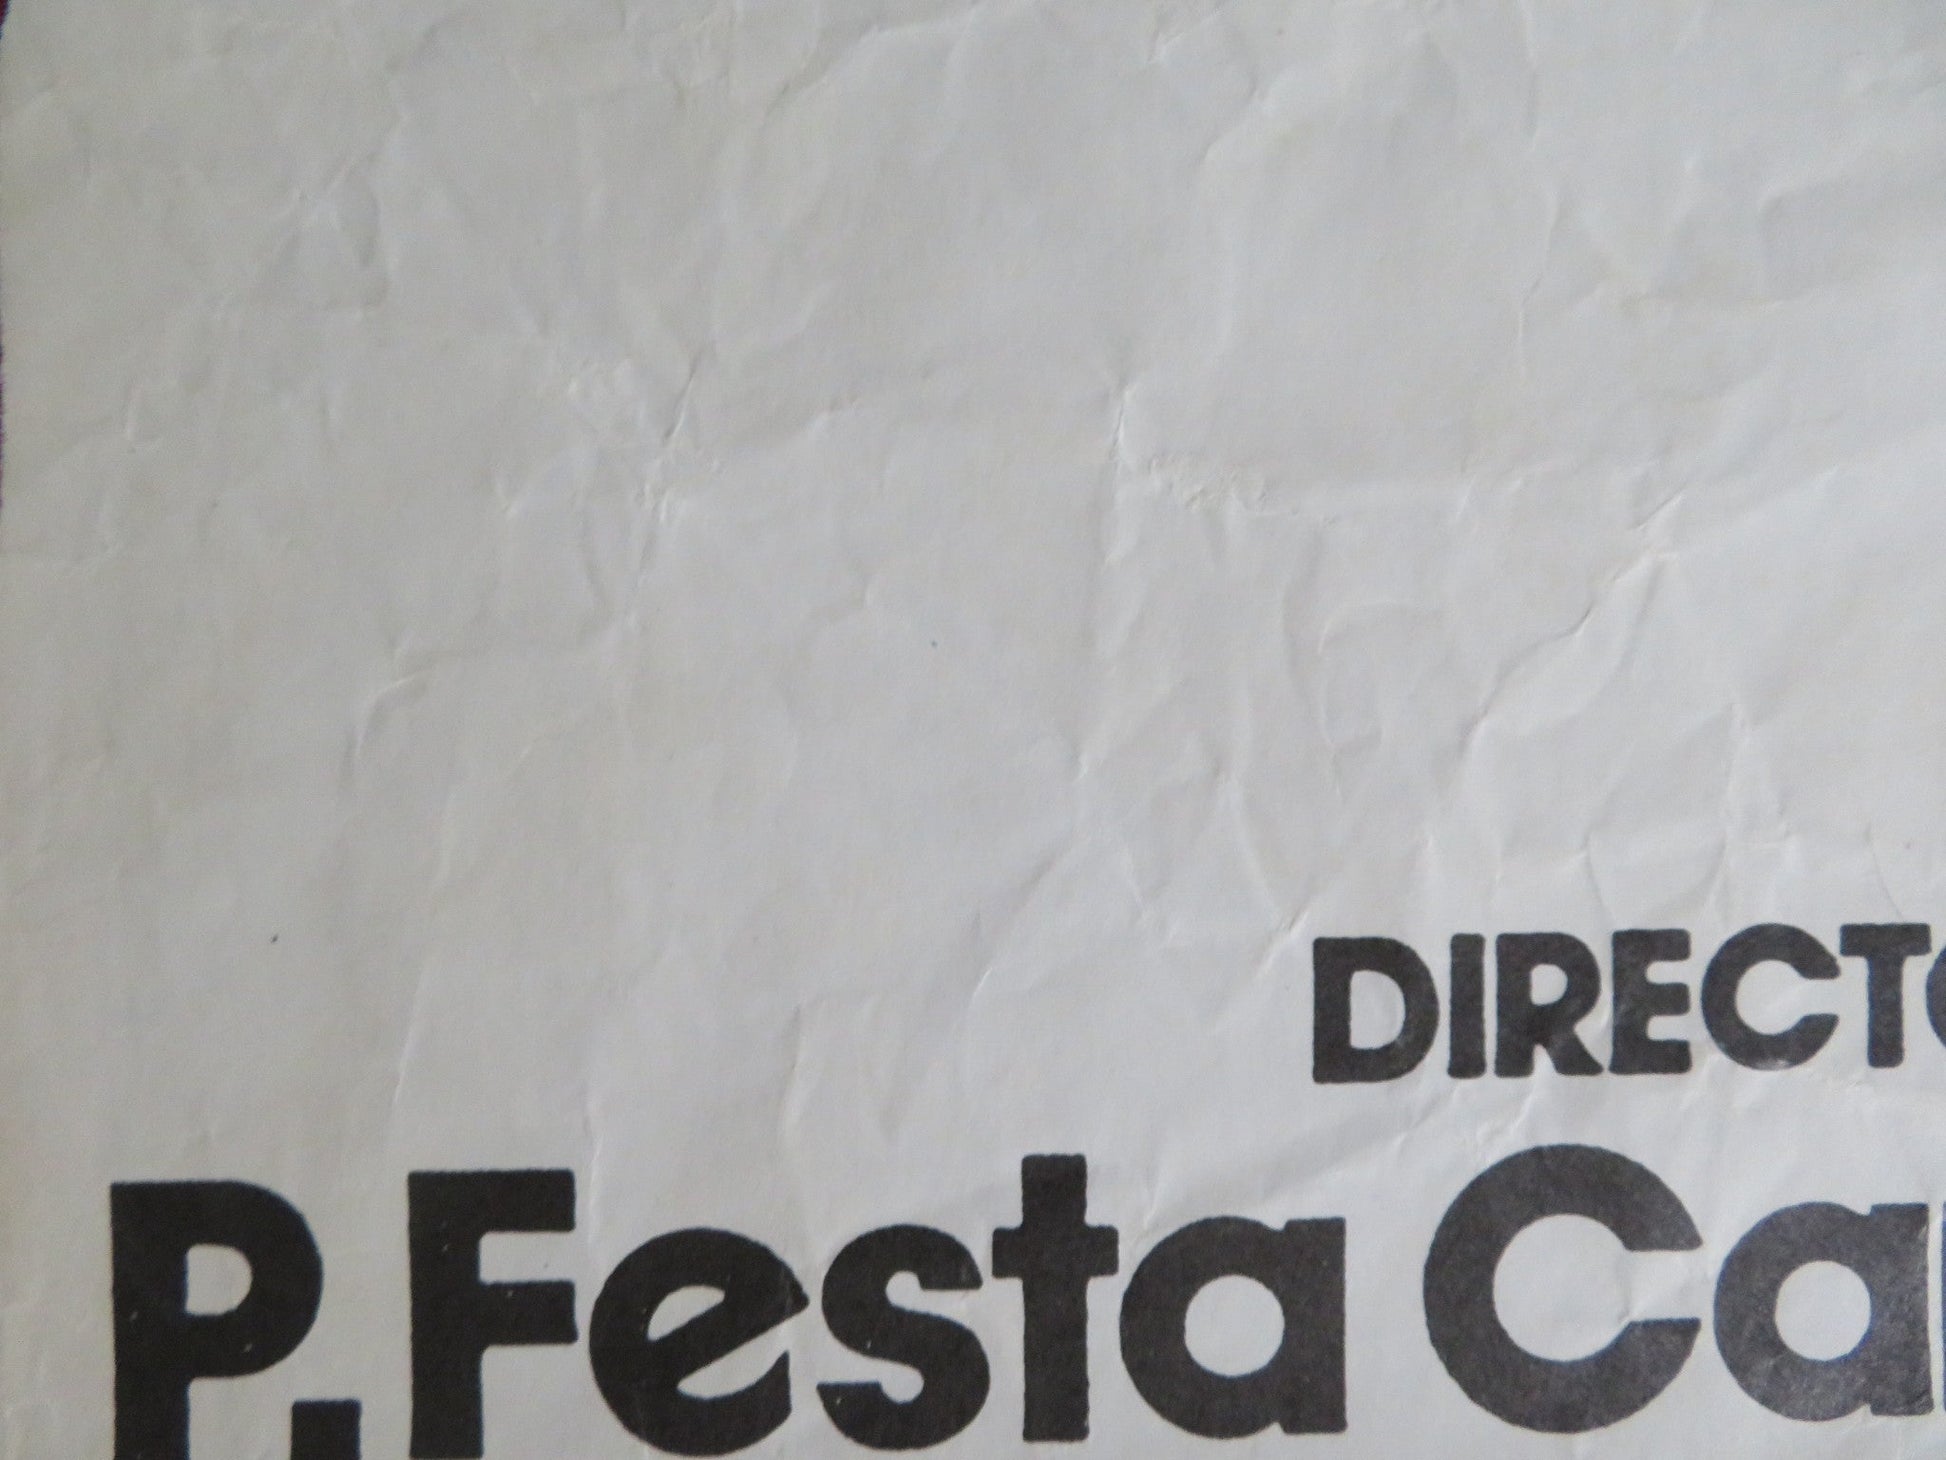 DIRECTO
P. Festa Ca